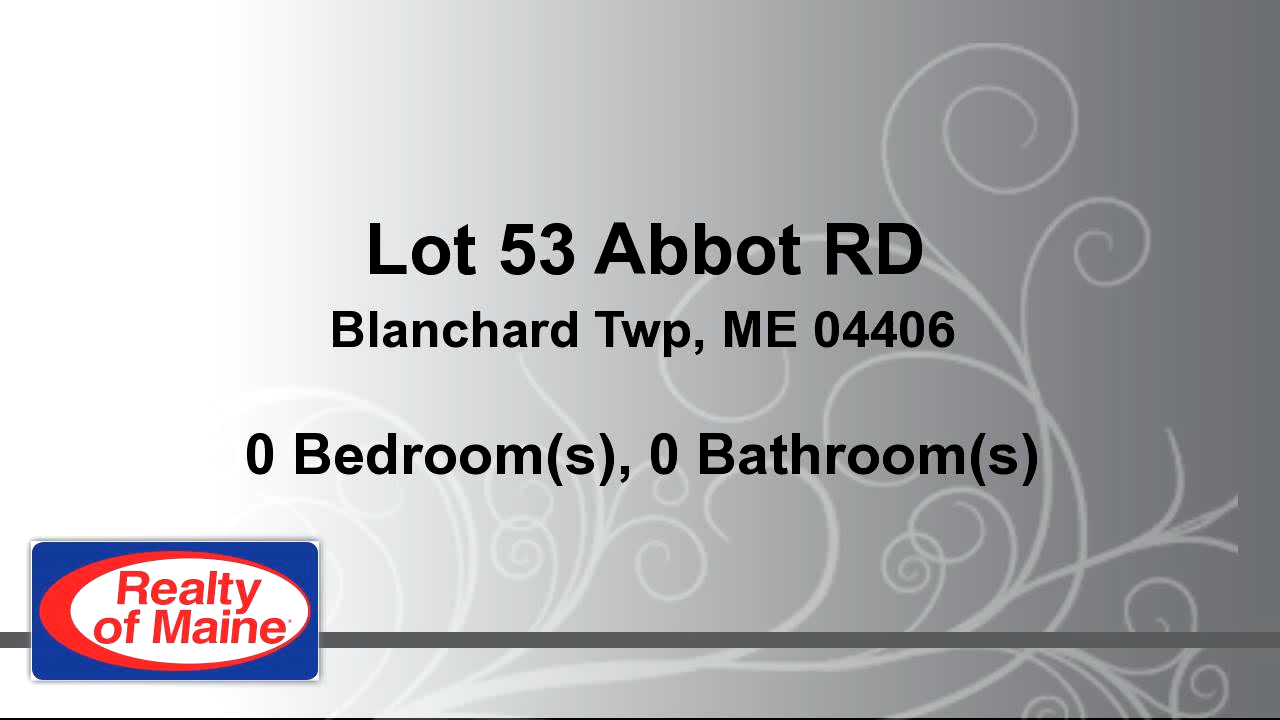 Lot 53 Abbot RD
Blanchard Twp, ME 04406
0 Bedroom(s), 0 Bathroom(s)
Realty
of Maine